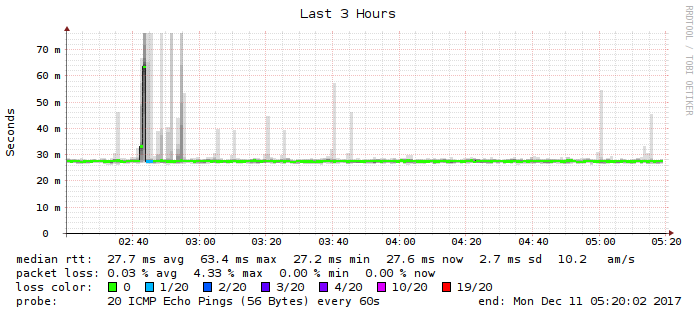 Last 3 Hours
RRDTOOL / TOBI OETIKER
Seconds
70 m
60 m
50 m
40 m
30 m
20 m
10 m
0
02:40 03:00 03:20 03:40 04:00 04:20 04:40 05:00 05:20
median rtt: 27.7 ms avg 63.4 ms max 27.2 ms min 27.6 ms now 2.7 ms sd 10.2 am/s
packet loss: 0.03 % avg 4.33 % max 0.00 % min 0.00 % now
loss color: 0 1/20 2/20 3/20 4/20 10/20 19/20
probe: 20 ICMP Echo Pings (56 Bytes) every 60s end: Mon Dec 11 05:20:02 2017